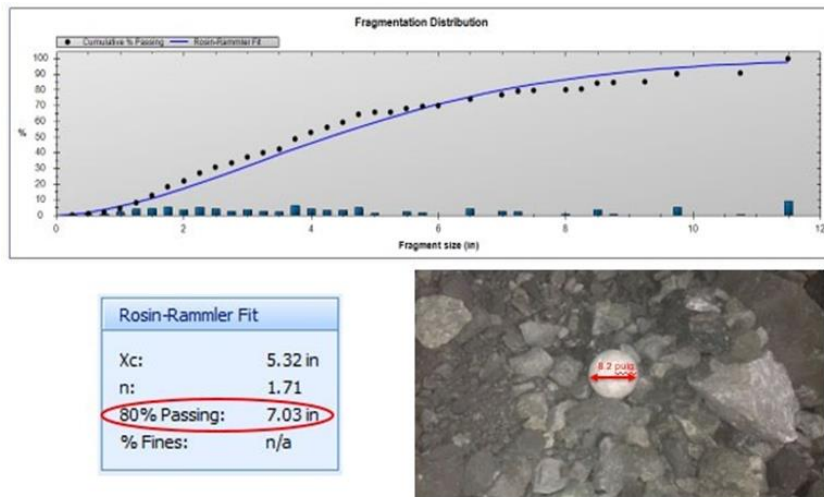 Fragmentation Distribution
Cumulative % Passing Rosin-Rammler Fit
100
90
80
70
60
50
40
30
20
10
0
%
0 2 4 6 8 10 12
Fragment size (in)
Rosin-Rammler Fit
Xc: 5.32 in
n: 1.71
80% Passing: 7.03 in
% Fines: n/a
8.2 pulg